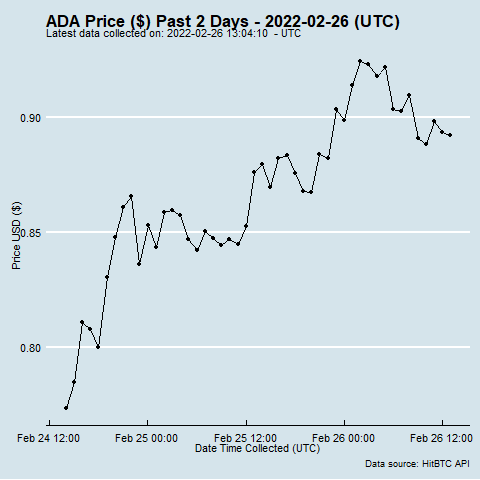 ADA Price ($) Past 2 Days - 2022-02-26 (UTC)
Latest data collected on: 2022-02-26 13:04:10 - UTC
0.90
0.85
0.80
Price USD ($)
Feb 24 12:00 Feb 25 00:00 Feb 25 12:00 Feb 26 00:00 Feb 26 12:00
Date Time Collected (UTC)
Data source: HitBTC API